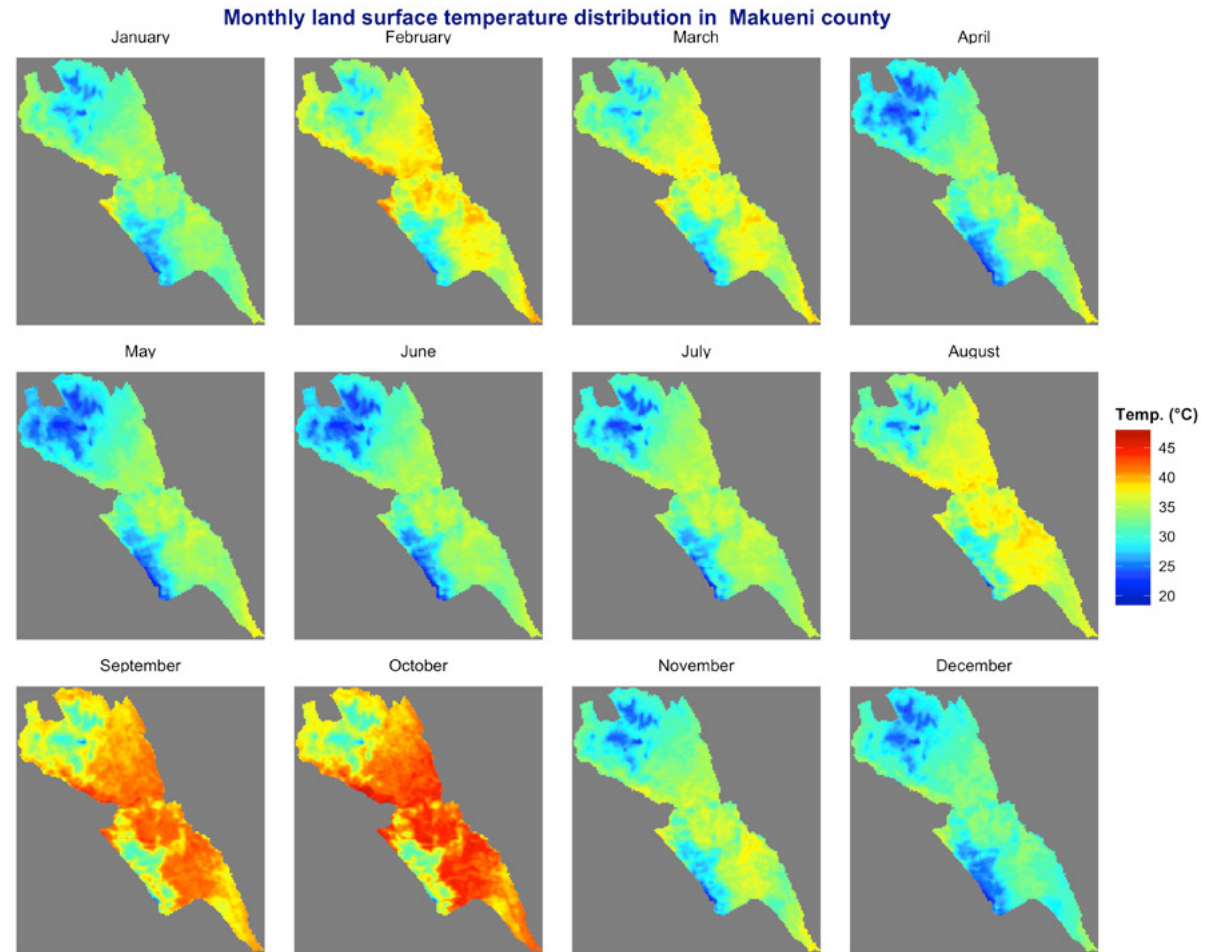 Monthly land surface temperature distribution in Makueni county
January
February
March
April
May
June
July
August
Temp. (°C)
45
40
35
30
25
20
September
October
November
December